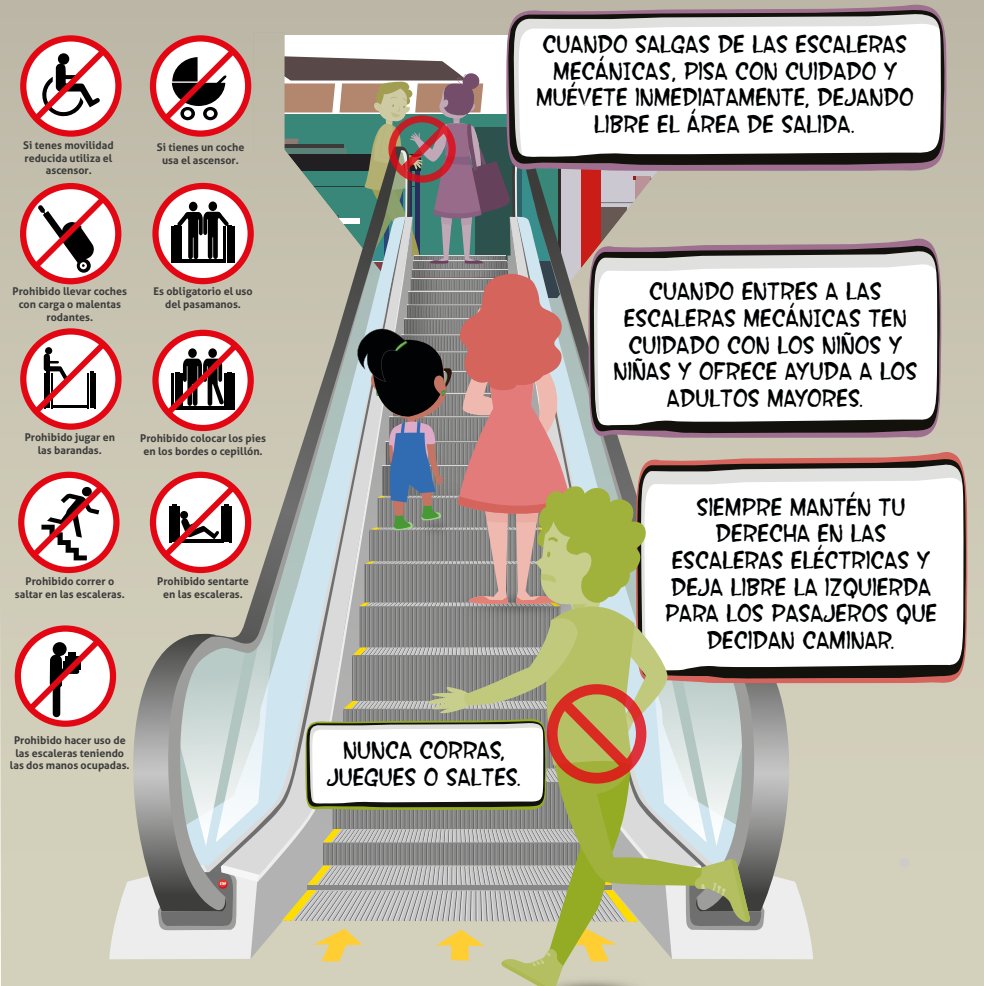 Si tenes movilidad
reducida utiliza el
ascensor.
Si tienes un coche
usa el ascensor.
Prohibido llevar coches
con carga o malentas
rodantes.
Es obligatorio el uso
del pasamanos.
Prohibido jugar en
las barandas.
Prohibido colocar los pies
en los bordes o cepillón.
Prohibido correr o
saltar en las escaleras.
Prohibido sentarte
en las escaleras.
Prohibido hacer uso de
las escaleras teniendo
las dos manos ocupadas.
CUANDO SALGAS DE LAS ESCALERAS
MECÁNICAS, PISA CON CUIDADO Y
MUÉVETE INMEDIATAMENTE, DEJANDO
LIBRE EL ÁREA DE SALIDA.
CUANDO ENTRES A LAS
ESCALERAS MECÁNICAS TEN
CUIDADO CON LOS NIÑOS Y
NIÑAS Y OFRECE AYUDA A LOS
ADULTOS MAYORES.
SIEMPRE MANTÉN TU
DERECHA EN LAS
ESCALERAS ELÉCTRICAS Y
DEJA LIBRE LA IZQUIERDA
PARA LOS PASAJEROS QUE
DECIDAN CAMINAR.
NUNCA CORRAS,
JUEGUES O SALTES.